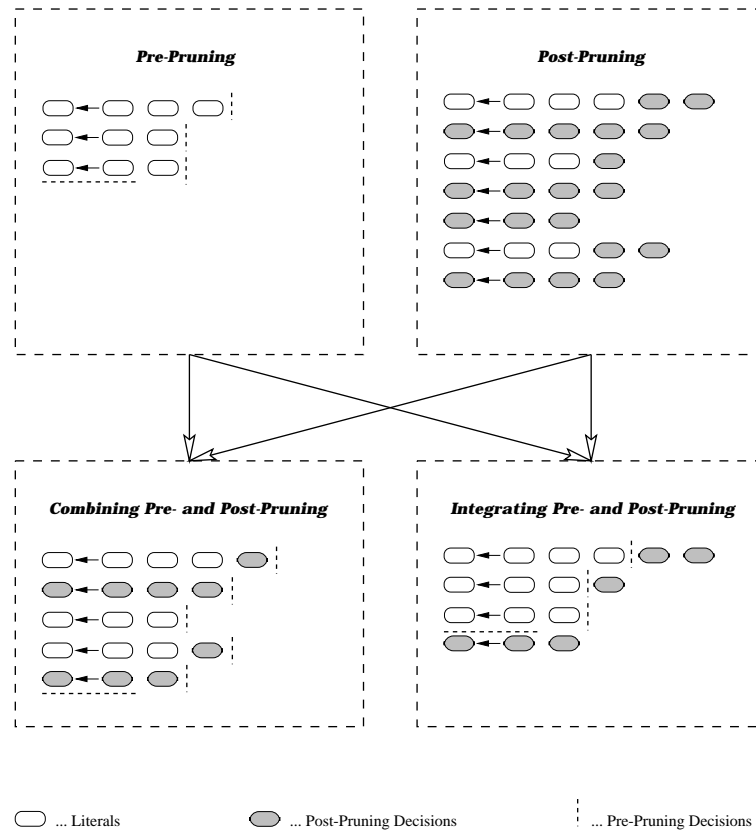 Pre-Pruning
Post-Pruning
Combining Pre- and Post-Pruning
Integrating Pre- and Post-Pruning
... Literals
... Post-Pruning Decisions
... Pre-Pruning Decisions